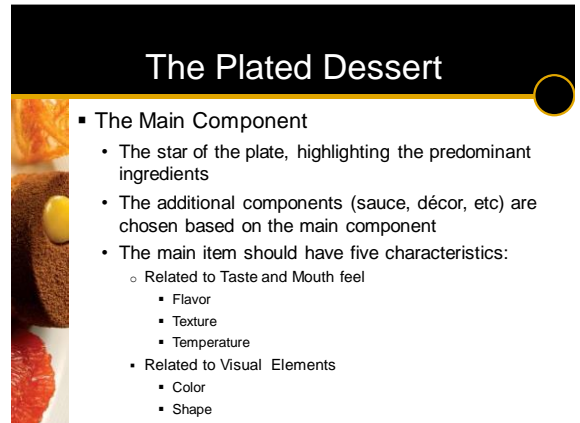 The Plated Dessert
▪ The Main Component
• The star of the plate, highlighting the predominant
ingredients
• The additional components (sauce, décor, etc) are
chosen based on the main component
• The main item should have five characteristics:
o Related to Taste and Mouth feel
▪ Flavor
▪ Texture
▪ Temperature
▪ Related to Visual Elements
▪ Color
▪ Shape